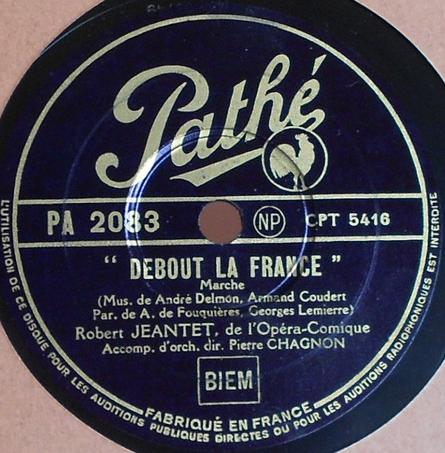 Pathé
PA 2083
NP
CPT 5416
“ DEBOUT LA FRANCE ”
Marche
(Mus. de André Delmon, Armand Coudert
Par. de A. de Fouquières, Georges Lemierre)
Robert JEANTET, de l'Opéra-Comique
Accomp. d'orch. dir. Pierre CHAGNON
BIEM
FABRIQUÉ EN FRANCE
L'UTILISATION DE CE DISQUE POUR LES AUDITIONS PUBLIQUES DIRECTES OU POUR LES AUDITIONS RADIOPHONIQUES EST INTERDITE